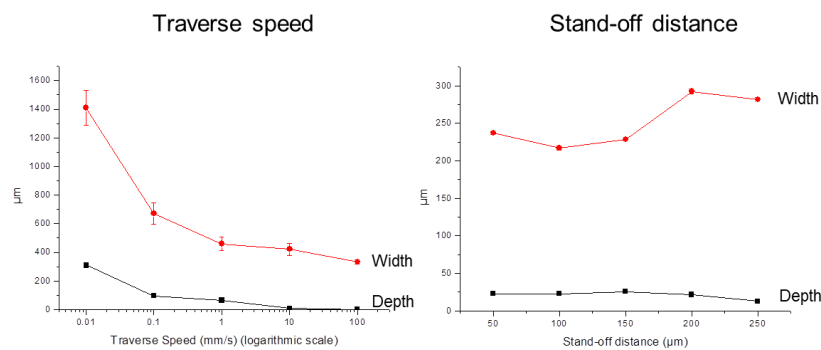 Traverse speed
1600
1400
1200
1000
800
600
400
200
0
µm
Width
Depth
0.01 0.1 1 10 100
Traverse Speed (mm/s) (logarithmic scale)
Stand-off distance
300
250
200
150
100
50
25
0
µm
Width
Depth
50 100 150 200 250
Stand-off distance (µm)